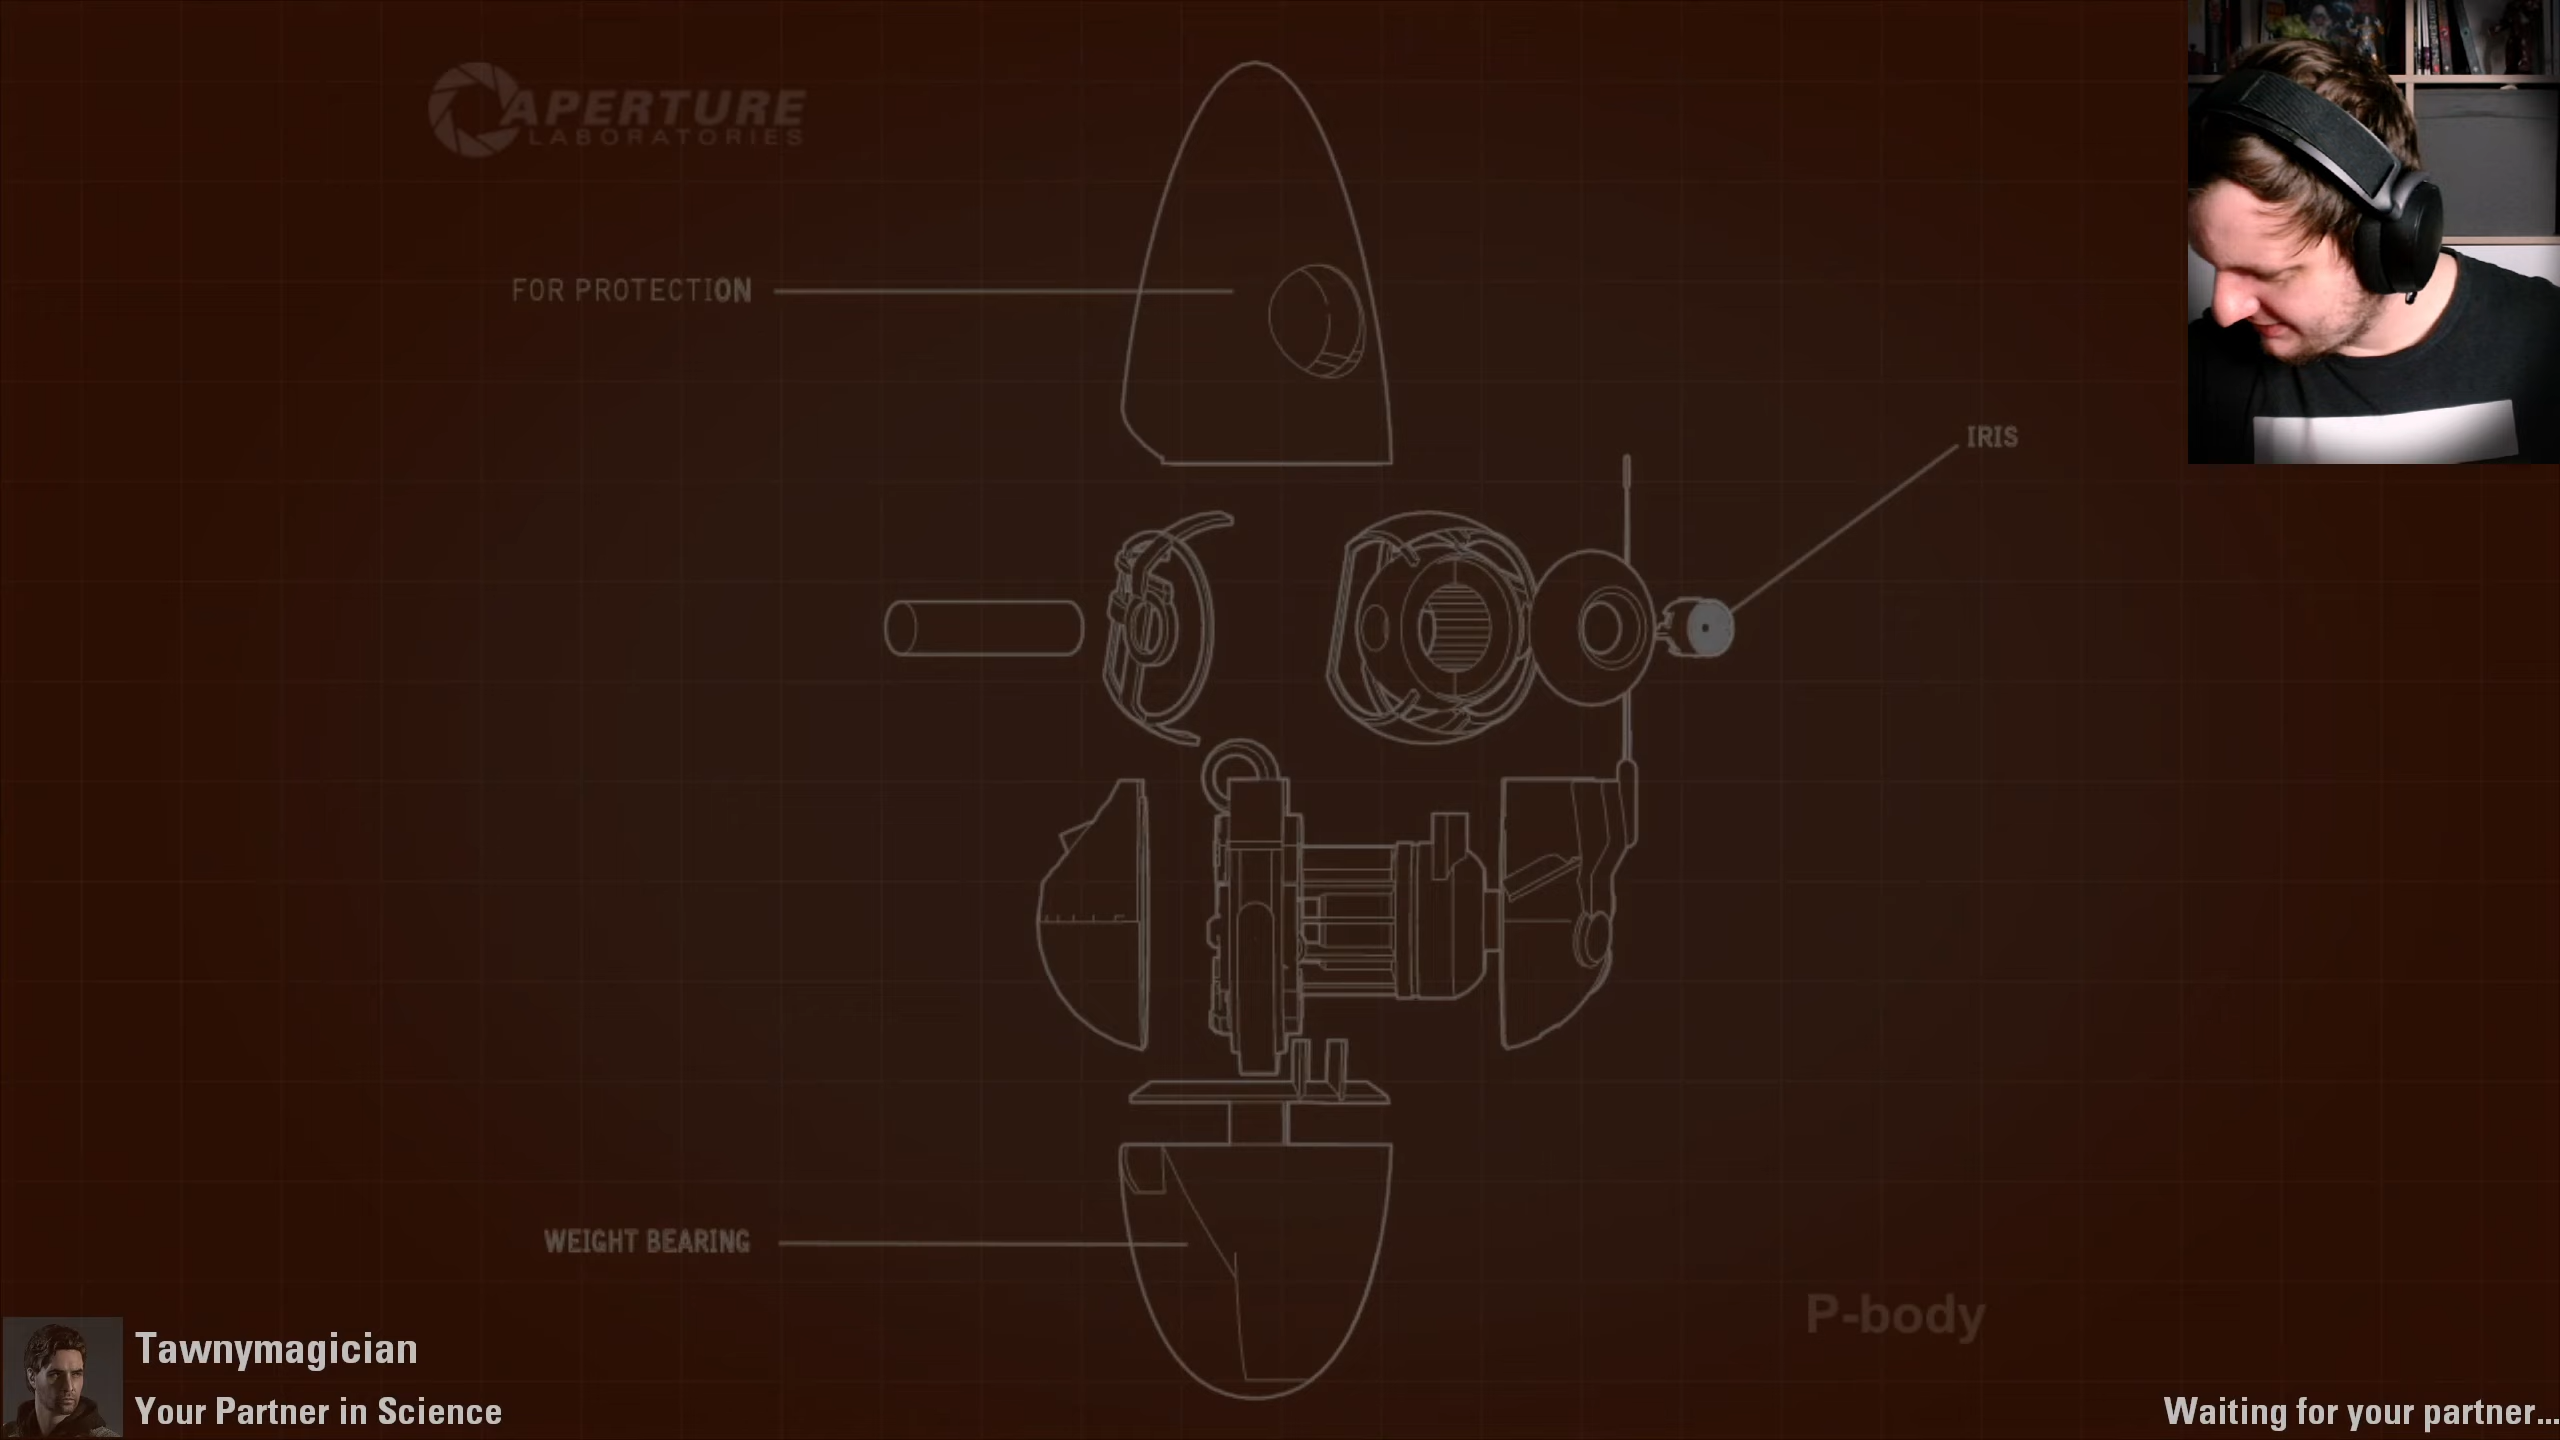 APERTURE
LABORATORIES
FOR PROTECTION
IRIS
WEIGHT BEARING
P-body
Tawnymagician
Your Partner in Science
Waiting for your partner...